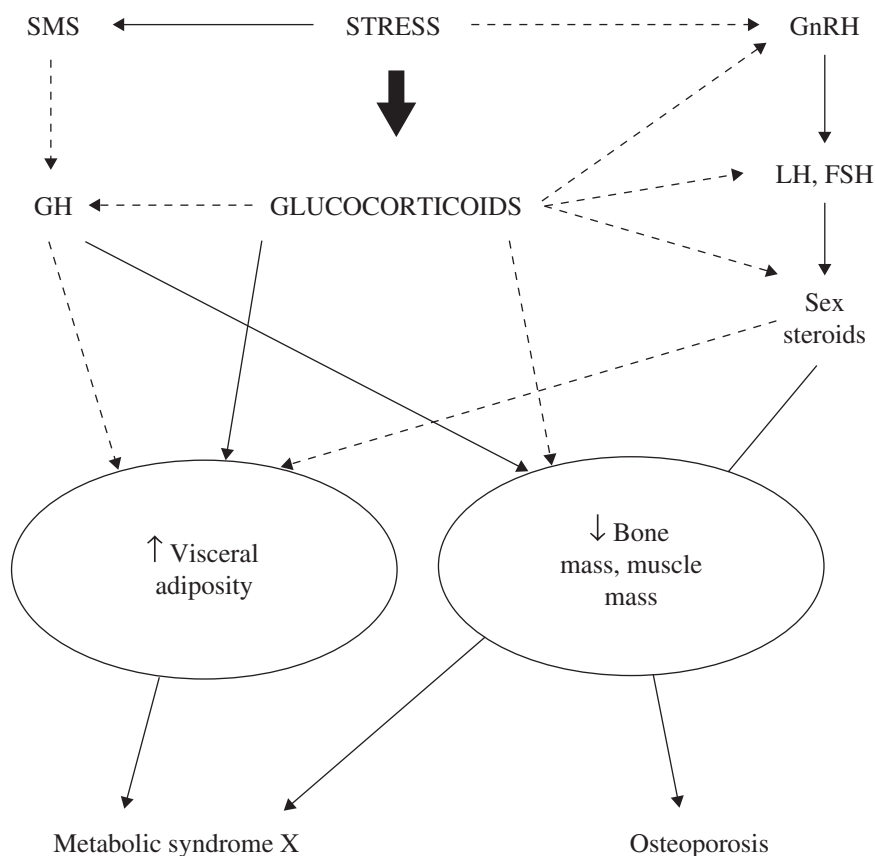 SMS
STRESS
GnRH
LH, FSH
GH
GLUCOCORTICOIDS
Sex
steroids
↑ Visceral
adiposity
↓ Bone
mass, muscle
mass
Metabolic syndrome X
Osteoporosis